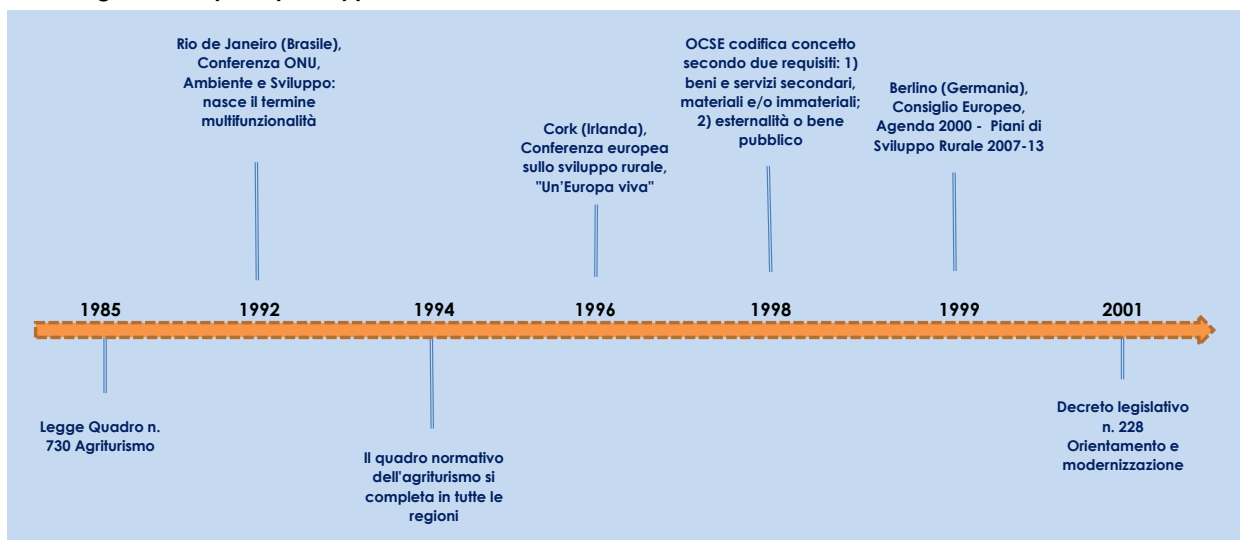 Rio de Janeiro (Brasile),
Conferenza ONU,
Ambiente e Sviluppo:
nasce il termine
multifunzionalità
Cork (Irlanda),
Conferenza europea
sullo sviluppo rurale,
"Un'Europa viva"
OCSE codifica concetto
secondo due requisiti: 1)
beni e servizi secondari,
materiali e/o immateriali;
2) esternalità o bene
pubblico
Berlino (Germania),
Consiglio Europeo,
Agenda 2000 - Piani di
Sviluppo Rurale 2007-13
1985
1992
1994
1996
1998
1999
2001
Legge Quadro n.
730 Agriturismo
Il quadro normativo
dell'agriturismo si
completa in tutte le
regioni
Decreto legislativo
n. 228
Orientamento e
modernizzazione